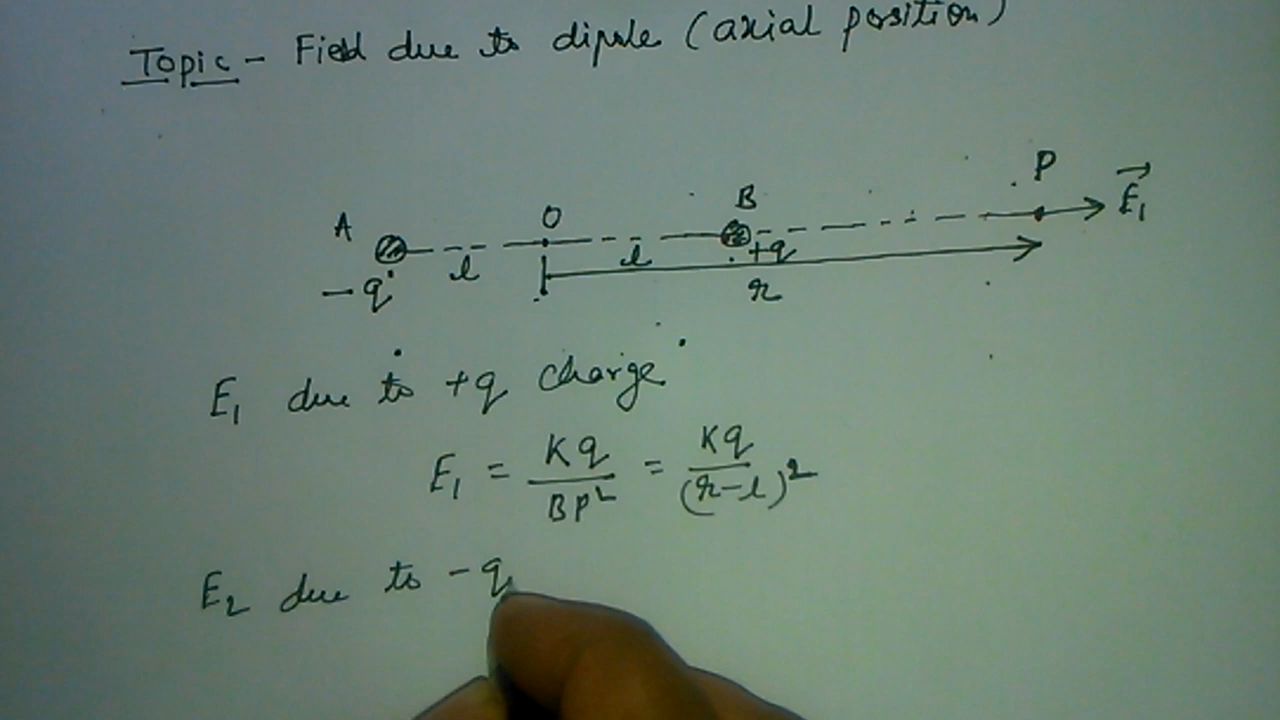 Topic - Field due to dipole (axial position)
P
B
E₁
A
O
+q
l
l
-q
r
E₁ due to +q charge
E₁ = Kq / BP² = Kq / (r-l)²
E₂ due to -q